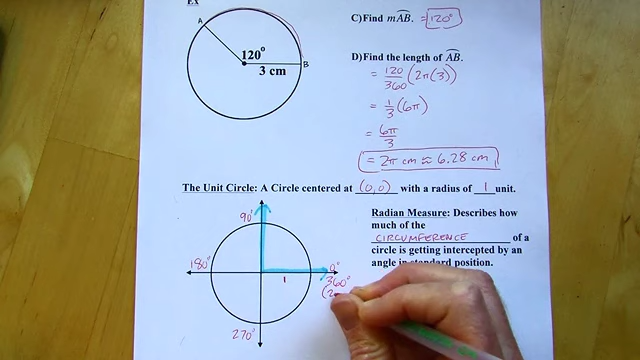 Ex
C) Find mAB. = 120°
A
120°
B
3 cm
D) Find the length of AB.
= 120/360 (2π(3))
= 1/3 (6π)
= 6π/3
= 2π cm ≈ 6.28 cm
The Unit Circle: A Circle centered at (0,0) with a radius of 1 unit.
90°
180°
0°
360°
(2
1
270°
Radian Measure: Describes how
much of the
CIRCUMFERENCE of a
circle is getting intercepted by an
angle in standard position.